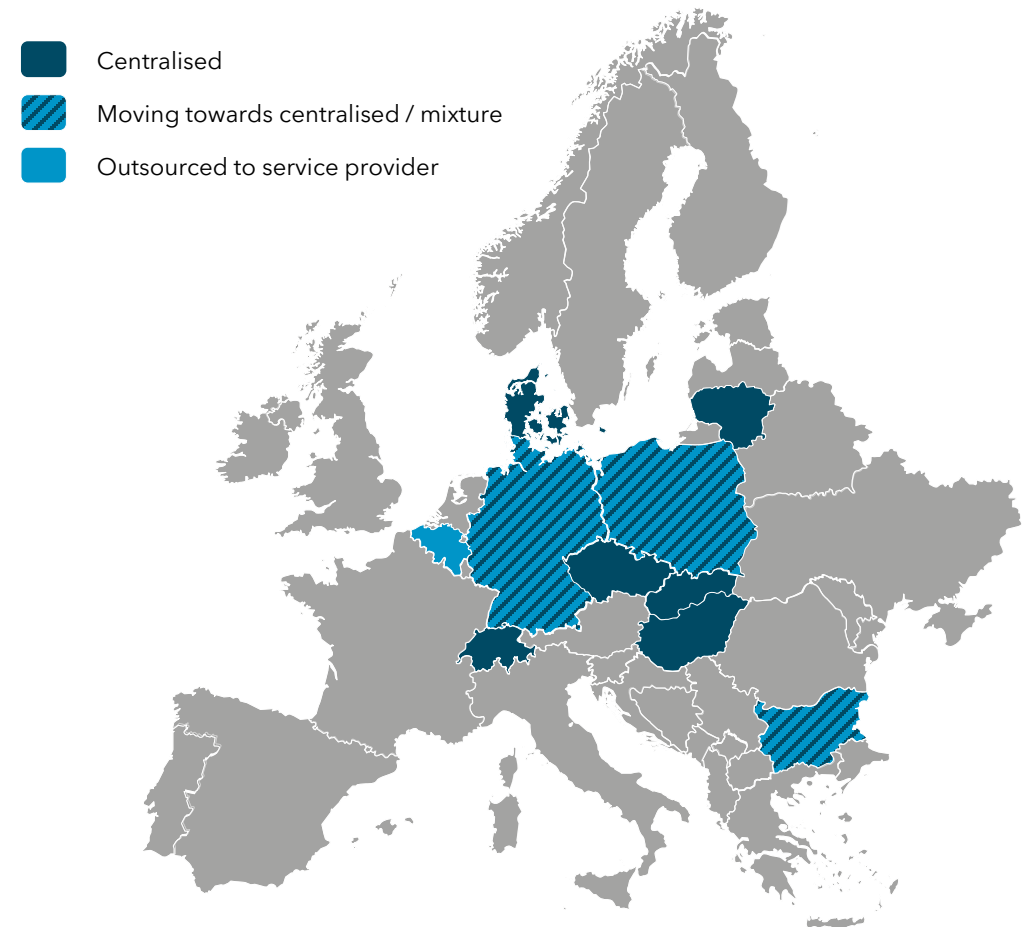 Centralised
Moving towards centralised / mixture
Outsourced to service provider